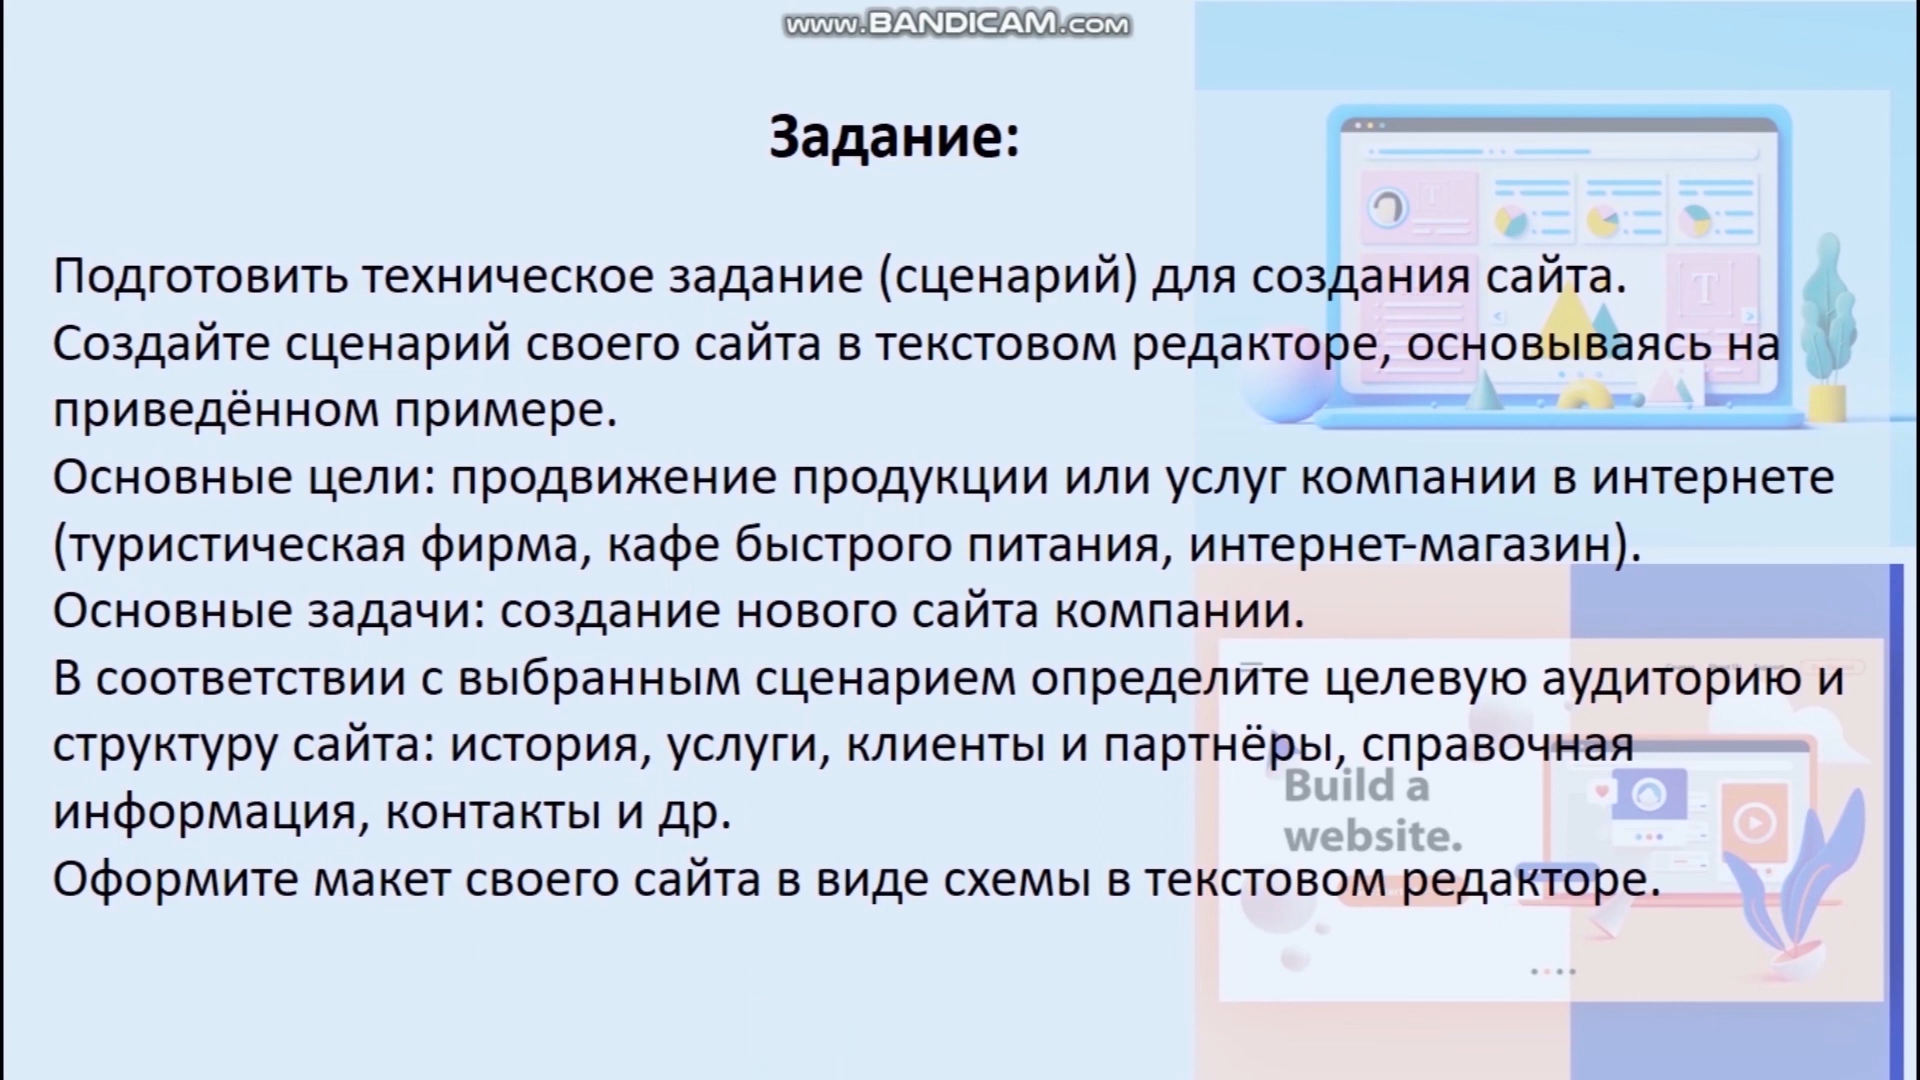 www.BANDICAM.com
Задание:
Подготовить техническое задание (сценарий) для создания сайта.
Создайте сценарий своего сайта в текстовом редакторе, основываясь на
приведённом примере.
Основные цели: продвижение продукции или услуг компании в интернете
(туристическая фирма, кафе быстрого питания, интернет-магазин).
Основные задачи: создание нового сайта компании.
В соответствии с выбранным сценарием определите целевую аудиторию и
структуру сайта: история, услуги, клиенты и партнёры, справочная
информация, контакты и др.
Оформите макет своего сайта в виде схемы в текстовом редакторе.
T
T
Build a
website.